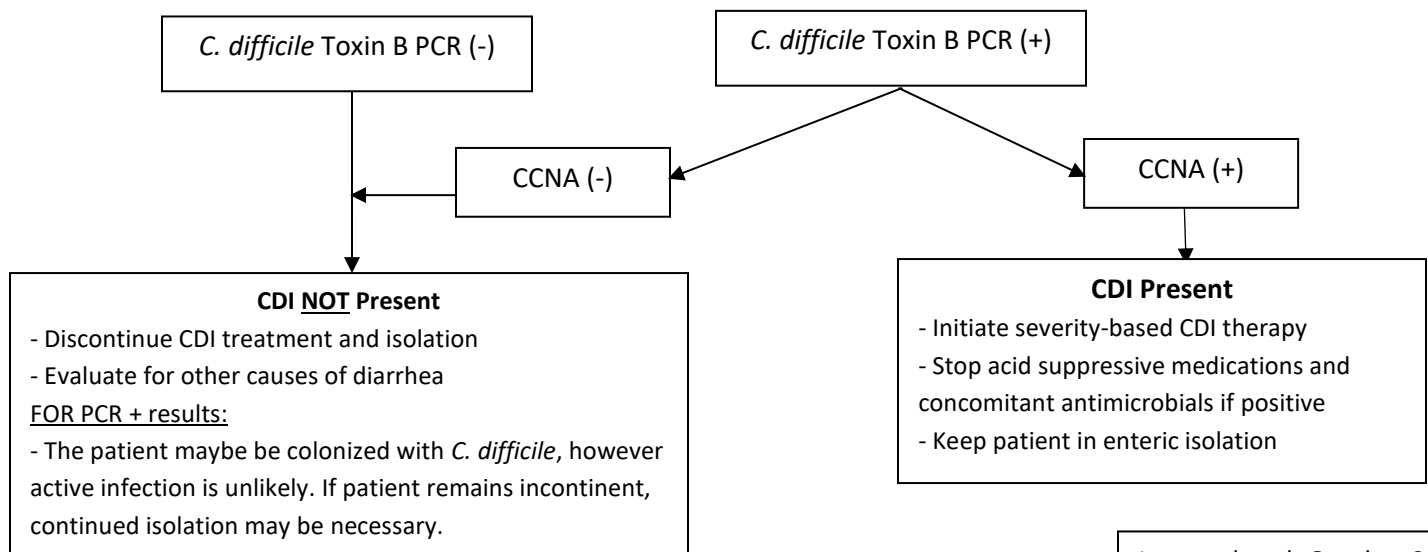 C. difficile Toxin B PCR (-)
C. difficile Toxin B PCR (+)
CCNA (-)
CCNA (+)
CDI NOT Present
- Discontinue CDI treatment and isolation
- Evaluate for other causes of diarrhea
FOR PCR + results:
- The patient maybe be colonized with C. difficile, however
active infection is unlikely. If patient remains incontinent,
continued isolation may be necessary.
CDI Present
- Initiate severity-based CDI therapy
- Stop acid suppressive medications and
concomitant antimicrobials if positive
- Keep patient in enteric isolation